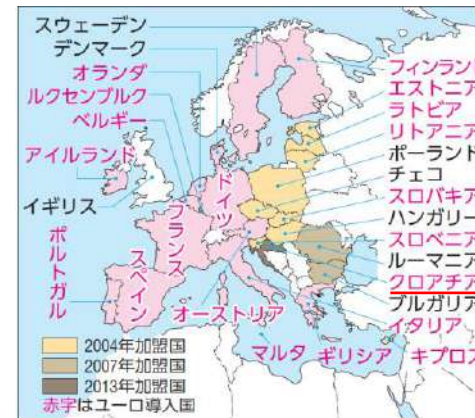 スウェーデン
デンマーク
オランダ
ルクセンブルク
ベルギー
アイルランド
イギリス
ポルトガル
スペイン
フランス
ドイツ
オーストリア
フィンランド
エストニア
ラトビア
リトアニア
ポーランド
チェコ
スロバキア
ハンガリー
スロベニア
ルーマニア
クロアチア
ブルガリア
イタリア
マルタ ギリシア キプロス
2004年加盟国
2007年加盟国
2013年加盟国
赤字はユーロ導入国